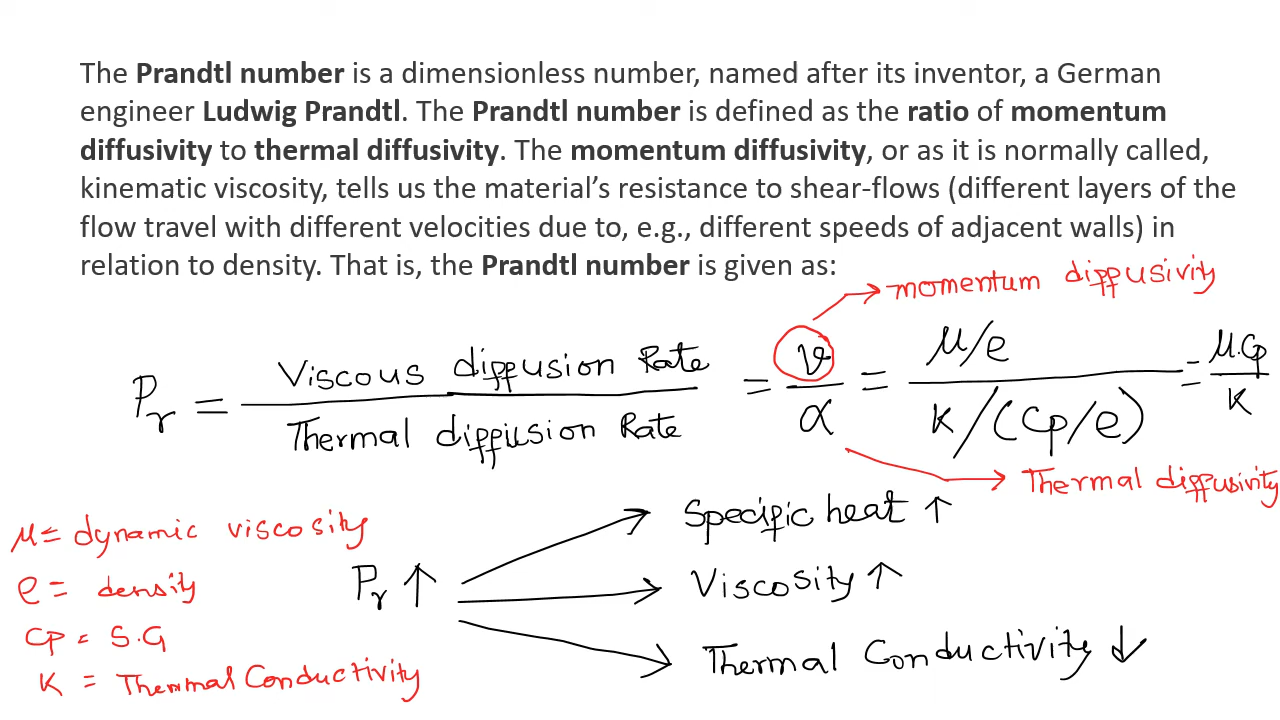 The Prandtl number is a dimensionless number, named after its inventor, a German
engineer Ludwig Prandtl. The Prandtl number is defined as the ratio of momentum
diffusivity to thermal diffusivity. The momentum diffusivity, or as it is normally called,
kinematic viscosity, tells us the material’s resistance to shear-flows (different layers of the
flow travel with different velocities due to, e.g., different speeds of adjacent walls) in
relation to density. That is, the Prandtl number is given as:
momentum diffusivity
Pr = Viscous diffusion Rate / Thermal diffusion Rate = ν/α = μ/ρ / K/(Cp/ρ) = μ.Cp/K
Thermal diffusivity
μ = dynamic viscosity
ρ = density
Cp = S.G
K = Thermal Conductivity
Pr ↑
Specific heat ↑
Viscosity ↑
Thermal Conductivity ↓